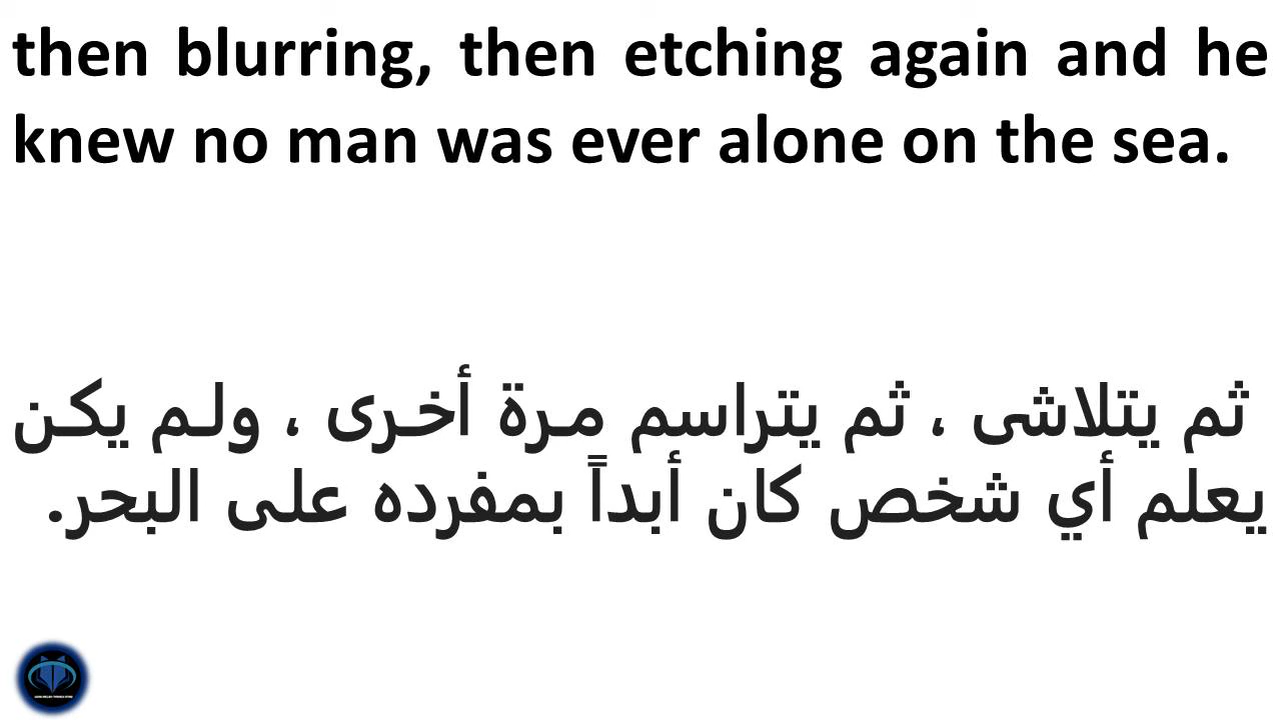 then blurring, then etching again and he
knew no man was ever alone on the sea.
ثم يتلاشى ، ثم يتراسم مرة أخرى ، ولم يكن
يعلم أي شخص كان أبداً بمفرده على البحر.